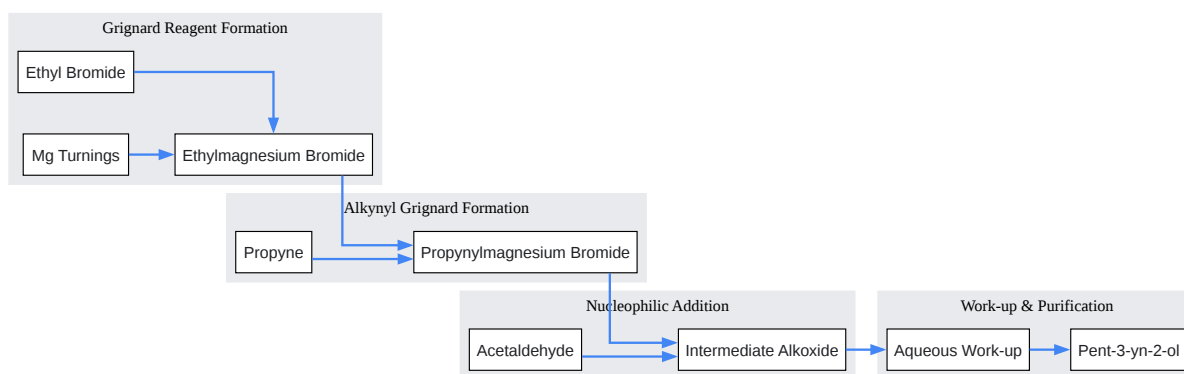 Grignard Reagent Formation
Ethyl Bromide
Mg Turnings
Ethylmagnesium Bromide
Alkynyl Grignard Formation
Propyne
Propynylmagnesium Bromide
Nucleophilic Addition
Acetaldehyde
Intermediate Alkoxide
Work-up & Purification
Aqueous Work-up
Pent-3-yn-2-ol